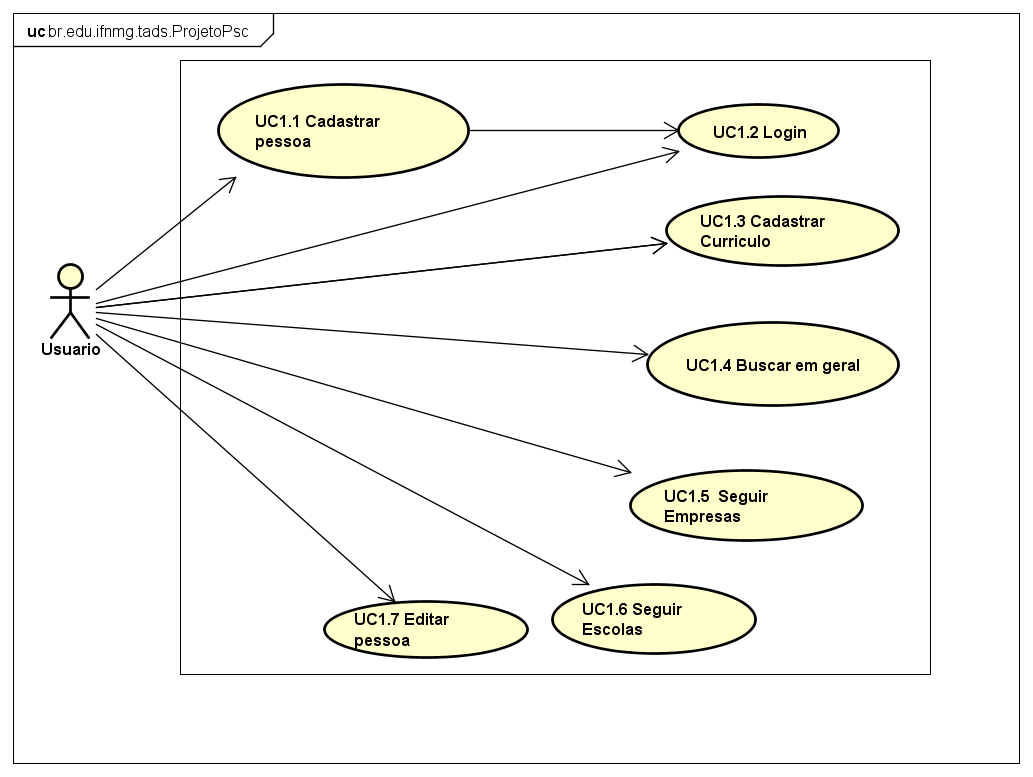 uc br.edu.ifnmg.tads.ProjetoPsc
UC1.1 Cadastrar
pessoa
UC1.2 Login
UC1.3 Cadastrar
Curriculo
Usuario
UC1.4 Buscar em geral
UC1.5 Seguir
Empresas
UC1.6 Seguir
Escolas
UC1.7 Editar
pessoa